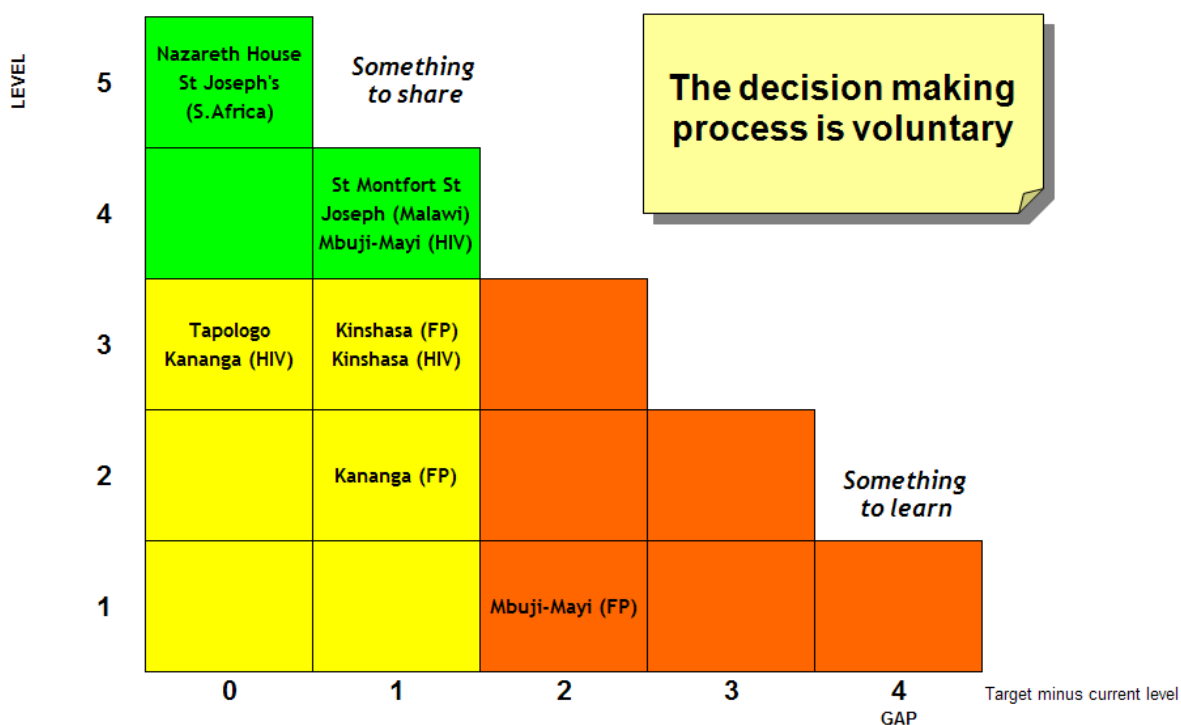 LEVEL
5
Nazareth House
St Joseph's
(S.Africa)
Something
to share
The decision making
process is voluntary
4
St Montfort St
Joseph (Malawi)
Mbuji-Mayi (HIV)
3
Tapologo
Kananga (HIV)
Kinshasa (FP)
Kinshasa (HIV)
2
Kananga (FP)
Something
to learn
1
Mbuji-Mayi (FP)
0 1 2 3 4 Target minus current level
GAP